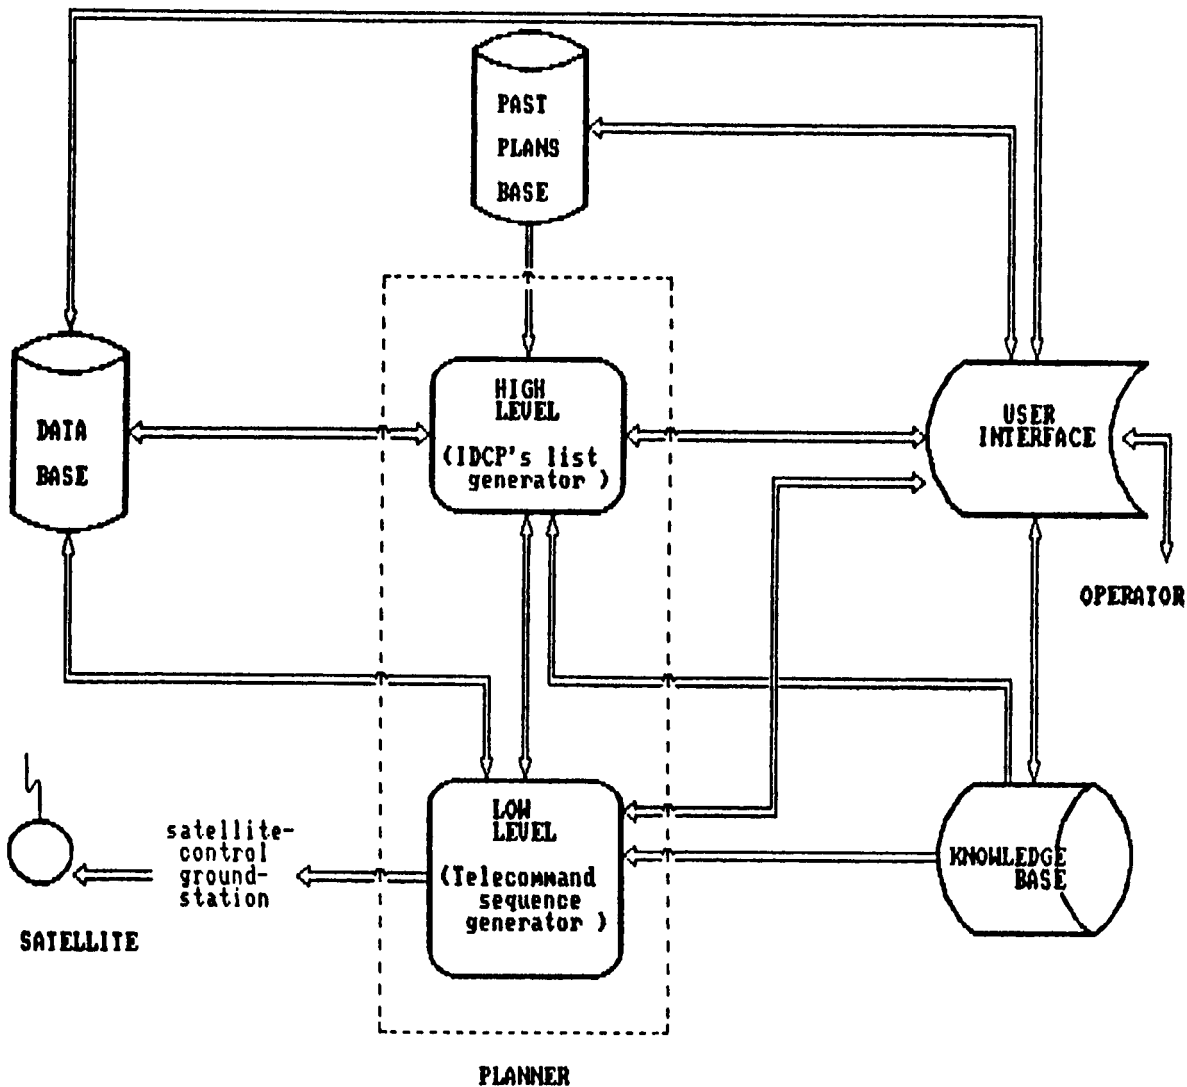 PAST
PLANS
BASE
DATA
BASE
HIGH
LEVEL
(IDCP's list
generator )
USER
INTERFACE
OPERATOR
LOW
LEVEL
(Telecommand
sequence
generator )
satellite-
control
ground-
station
SATELLITE
KNOWLEDGE
BASE
PLANNER